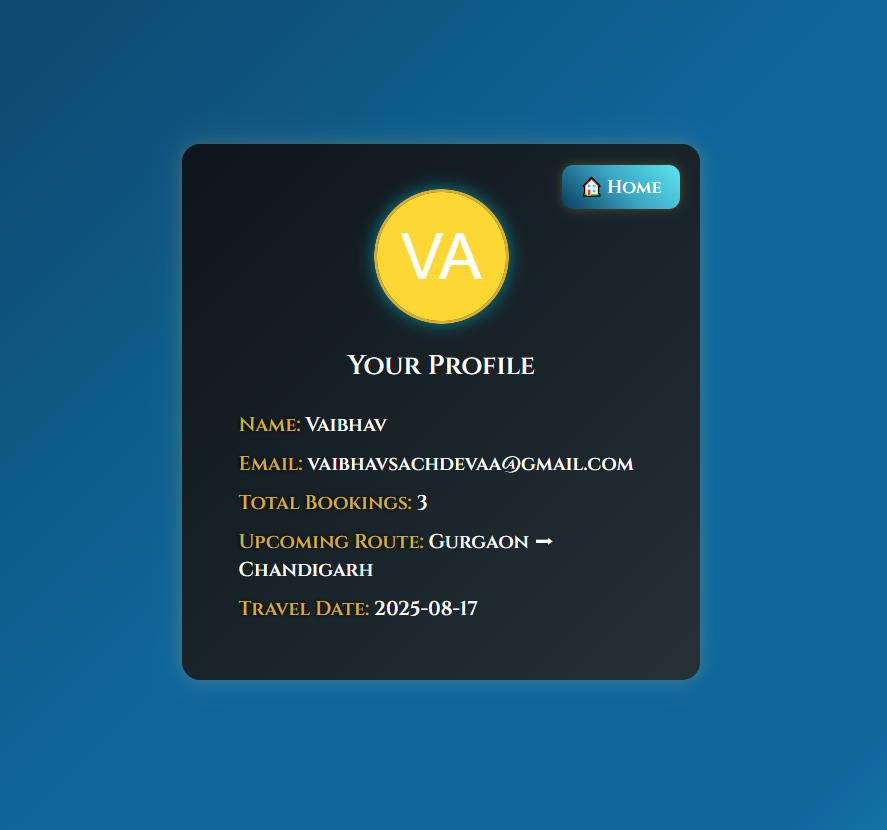 🏠 Home
VA
Your Profile
Name: Vaibhav
Email: vaibhavsachdevaa@gmail.com
Total Bookings: 3
Upcoming Route: Gurgaon ➞
Chandigarh
Travel Date: 2025-08-17